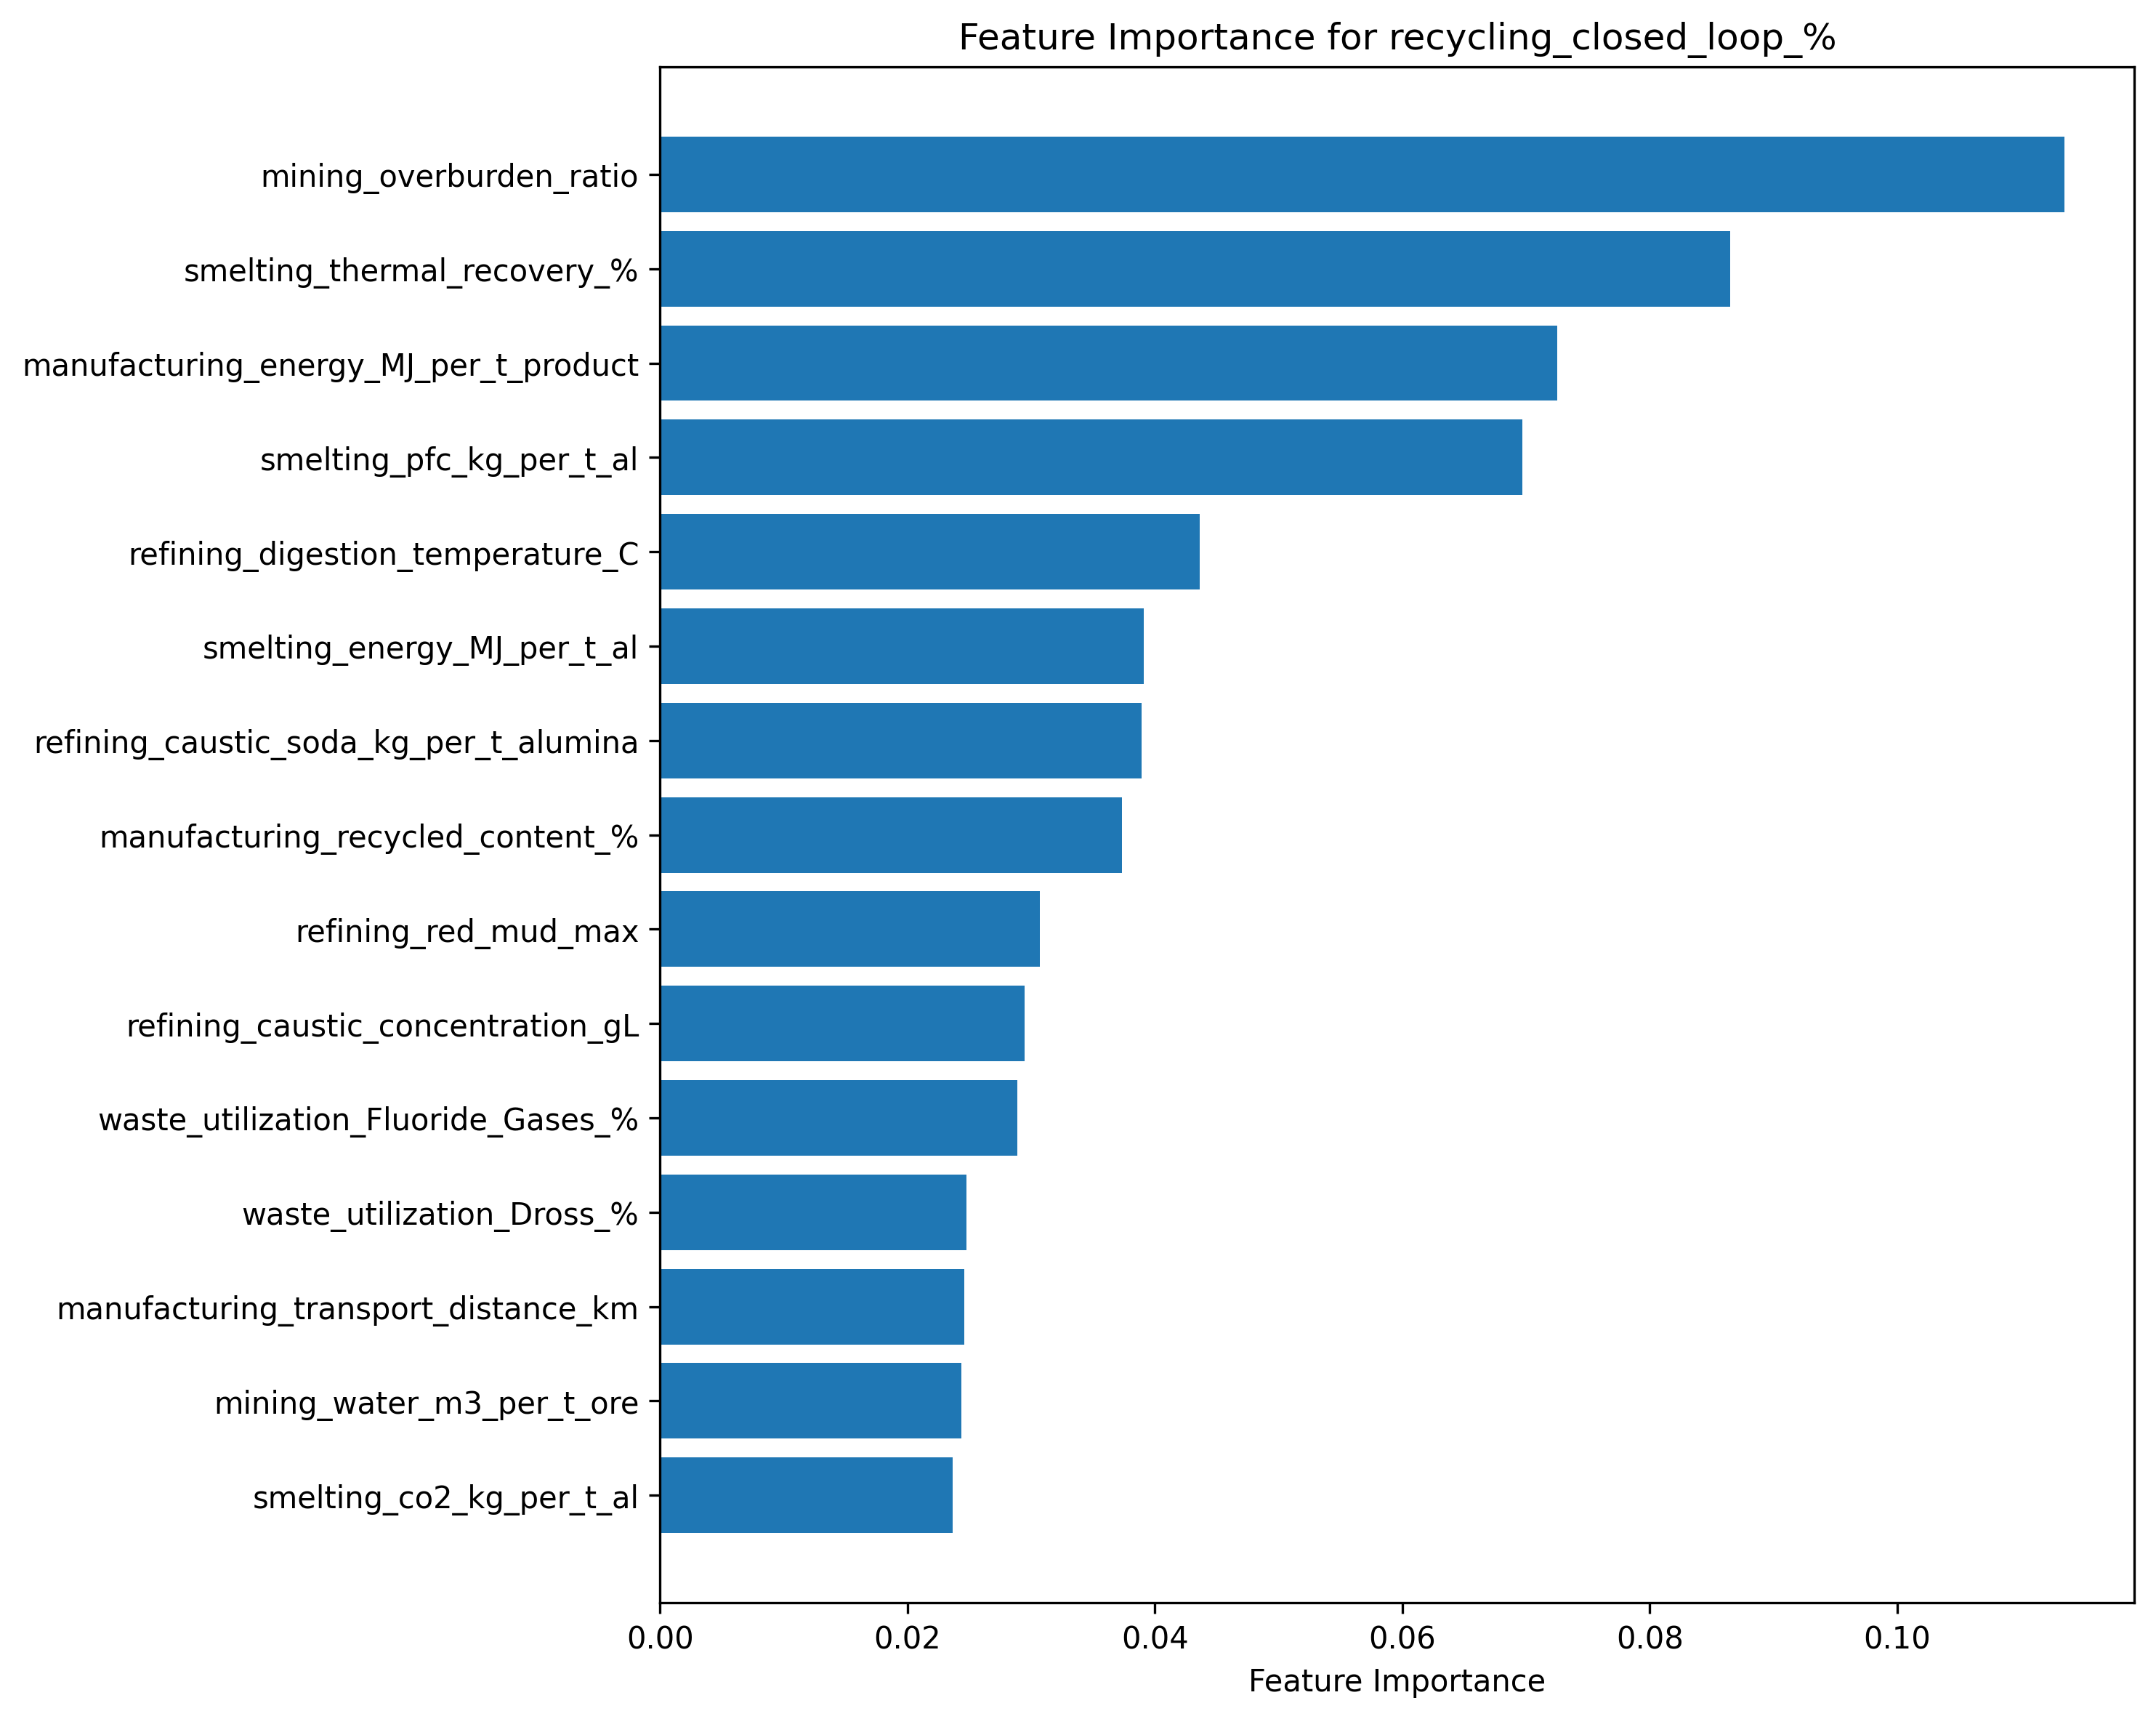 Feature Importance for recycling_closed_loop_%
mining_overburden_ratio
smelting_thermal_recovery_%
manufacturing_energy_MJ_per_t_product
smelting_pfc_kg_per_t_al
refining_digestion_temperature_C
smelting_energy_MJ_per_t_al
refining_caustic_soda_kg_per_t_alumina
manufacturing_recycled_content_%
refining_red_mud_max
refining_caustic_concentration_gL
waste_utilization_Fluoride_Gases_%
waste_utilization_Dross_%
manufacturing_transport_distance_km
mining_water_m3_per_t_ore
smelting_co2_kg_per_t_al
0.00 0.02 0.04 0.06 0.08 0.10
Feature Importance